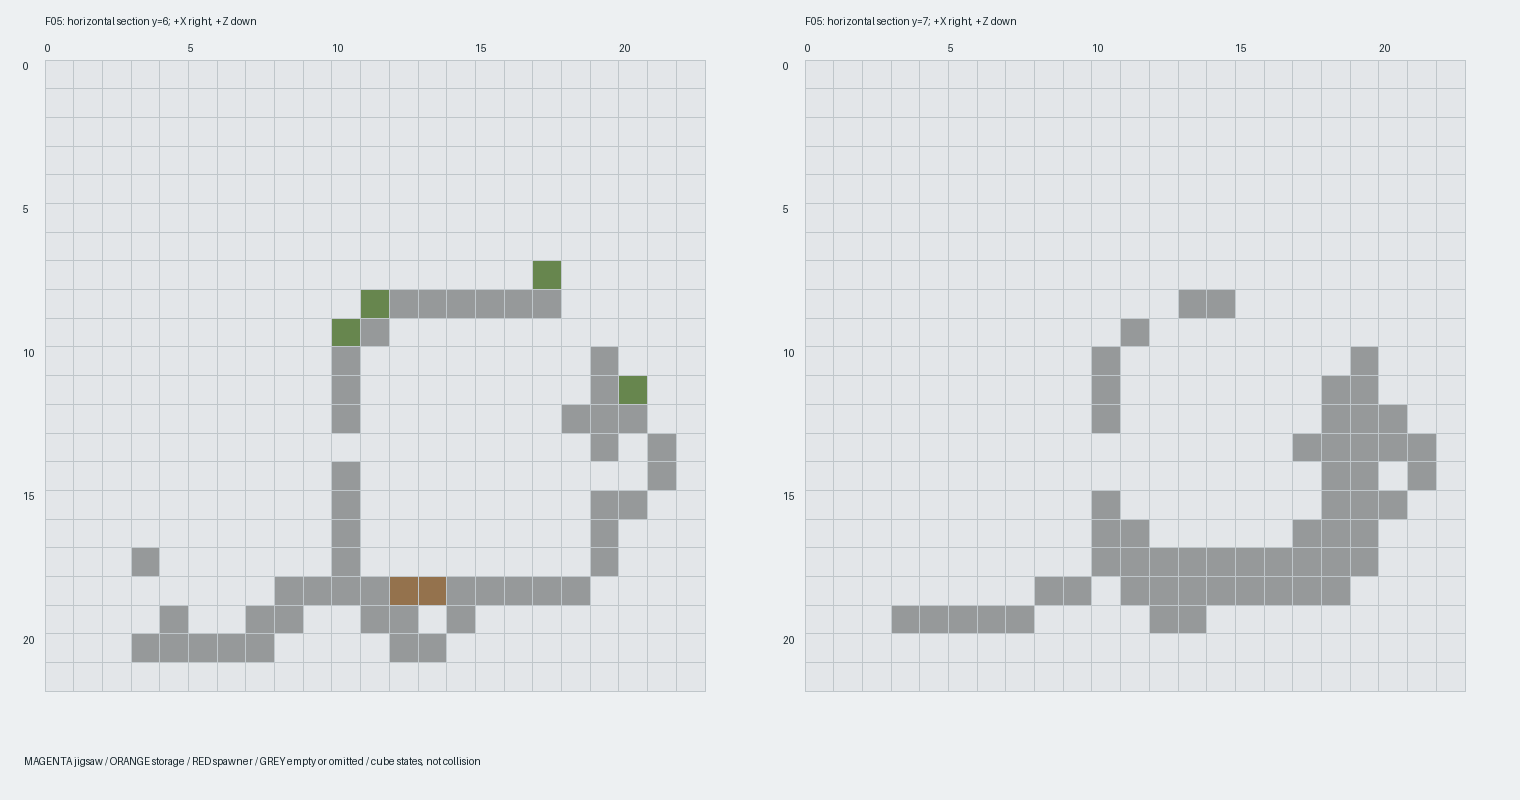 F05: horizontal section y=6; +X right, +Z down
F05: horizontal section y=7; +X right, +Z down
0 5 10 15 20
0 5 10 15 20
0
5
10
15
20
0
5
10
15
20
MAGENTA jigsaw / ORANGE storage / RED spawner / GREY empty or omitted / cube states, not collision